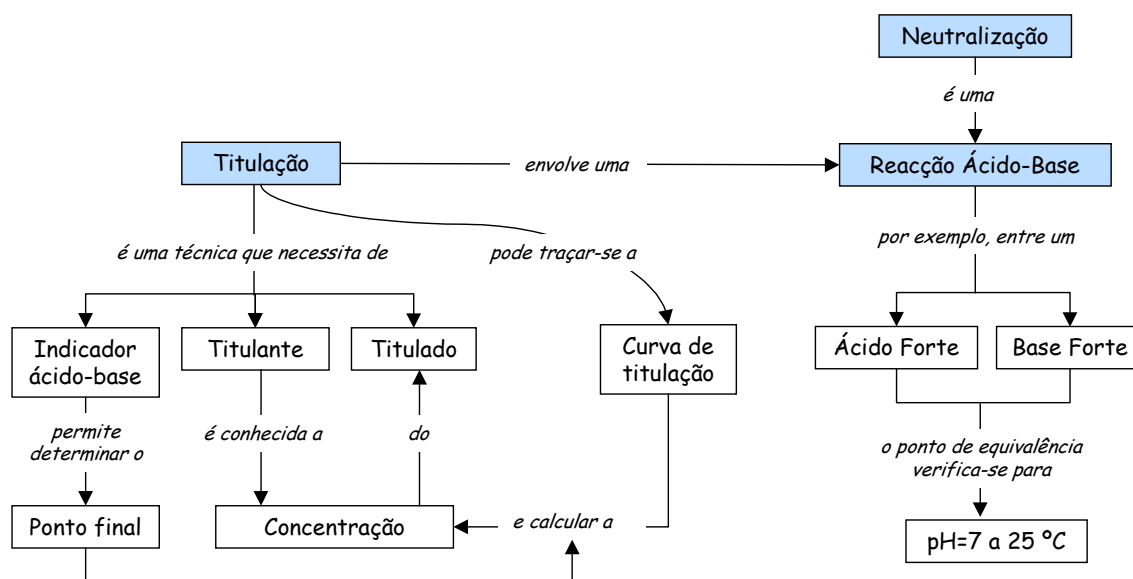 Neutralização
é uma
Titulação
envolve uma
Reacção Ácido-Base
é uma técnica que necessita de
pode traçar-se a
por exemplo, entre um
Indicador
ácido-base
Titulante
Titulado
Curva de
titulação
Ácido Forte
Base Forte
permite
determinar o
é conhecida a
do
o ponto de equivalência
verifica-se para
Ponto final
Concentração
e calcular a
pH=7 a 25 ºC